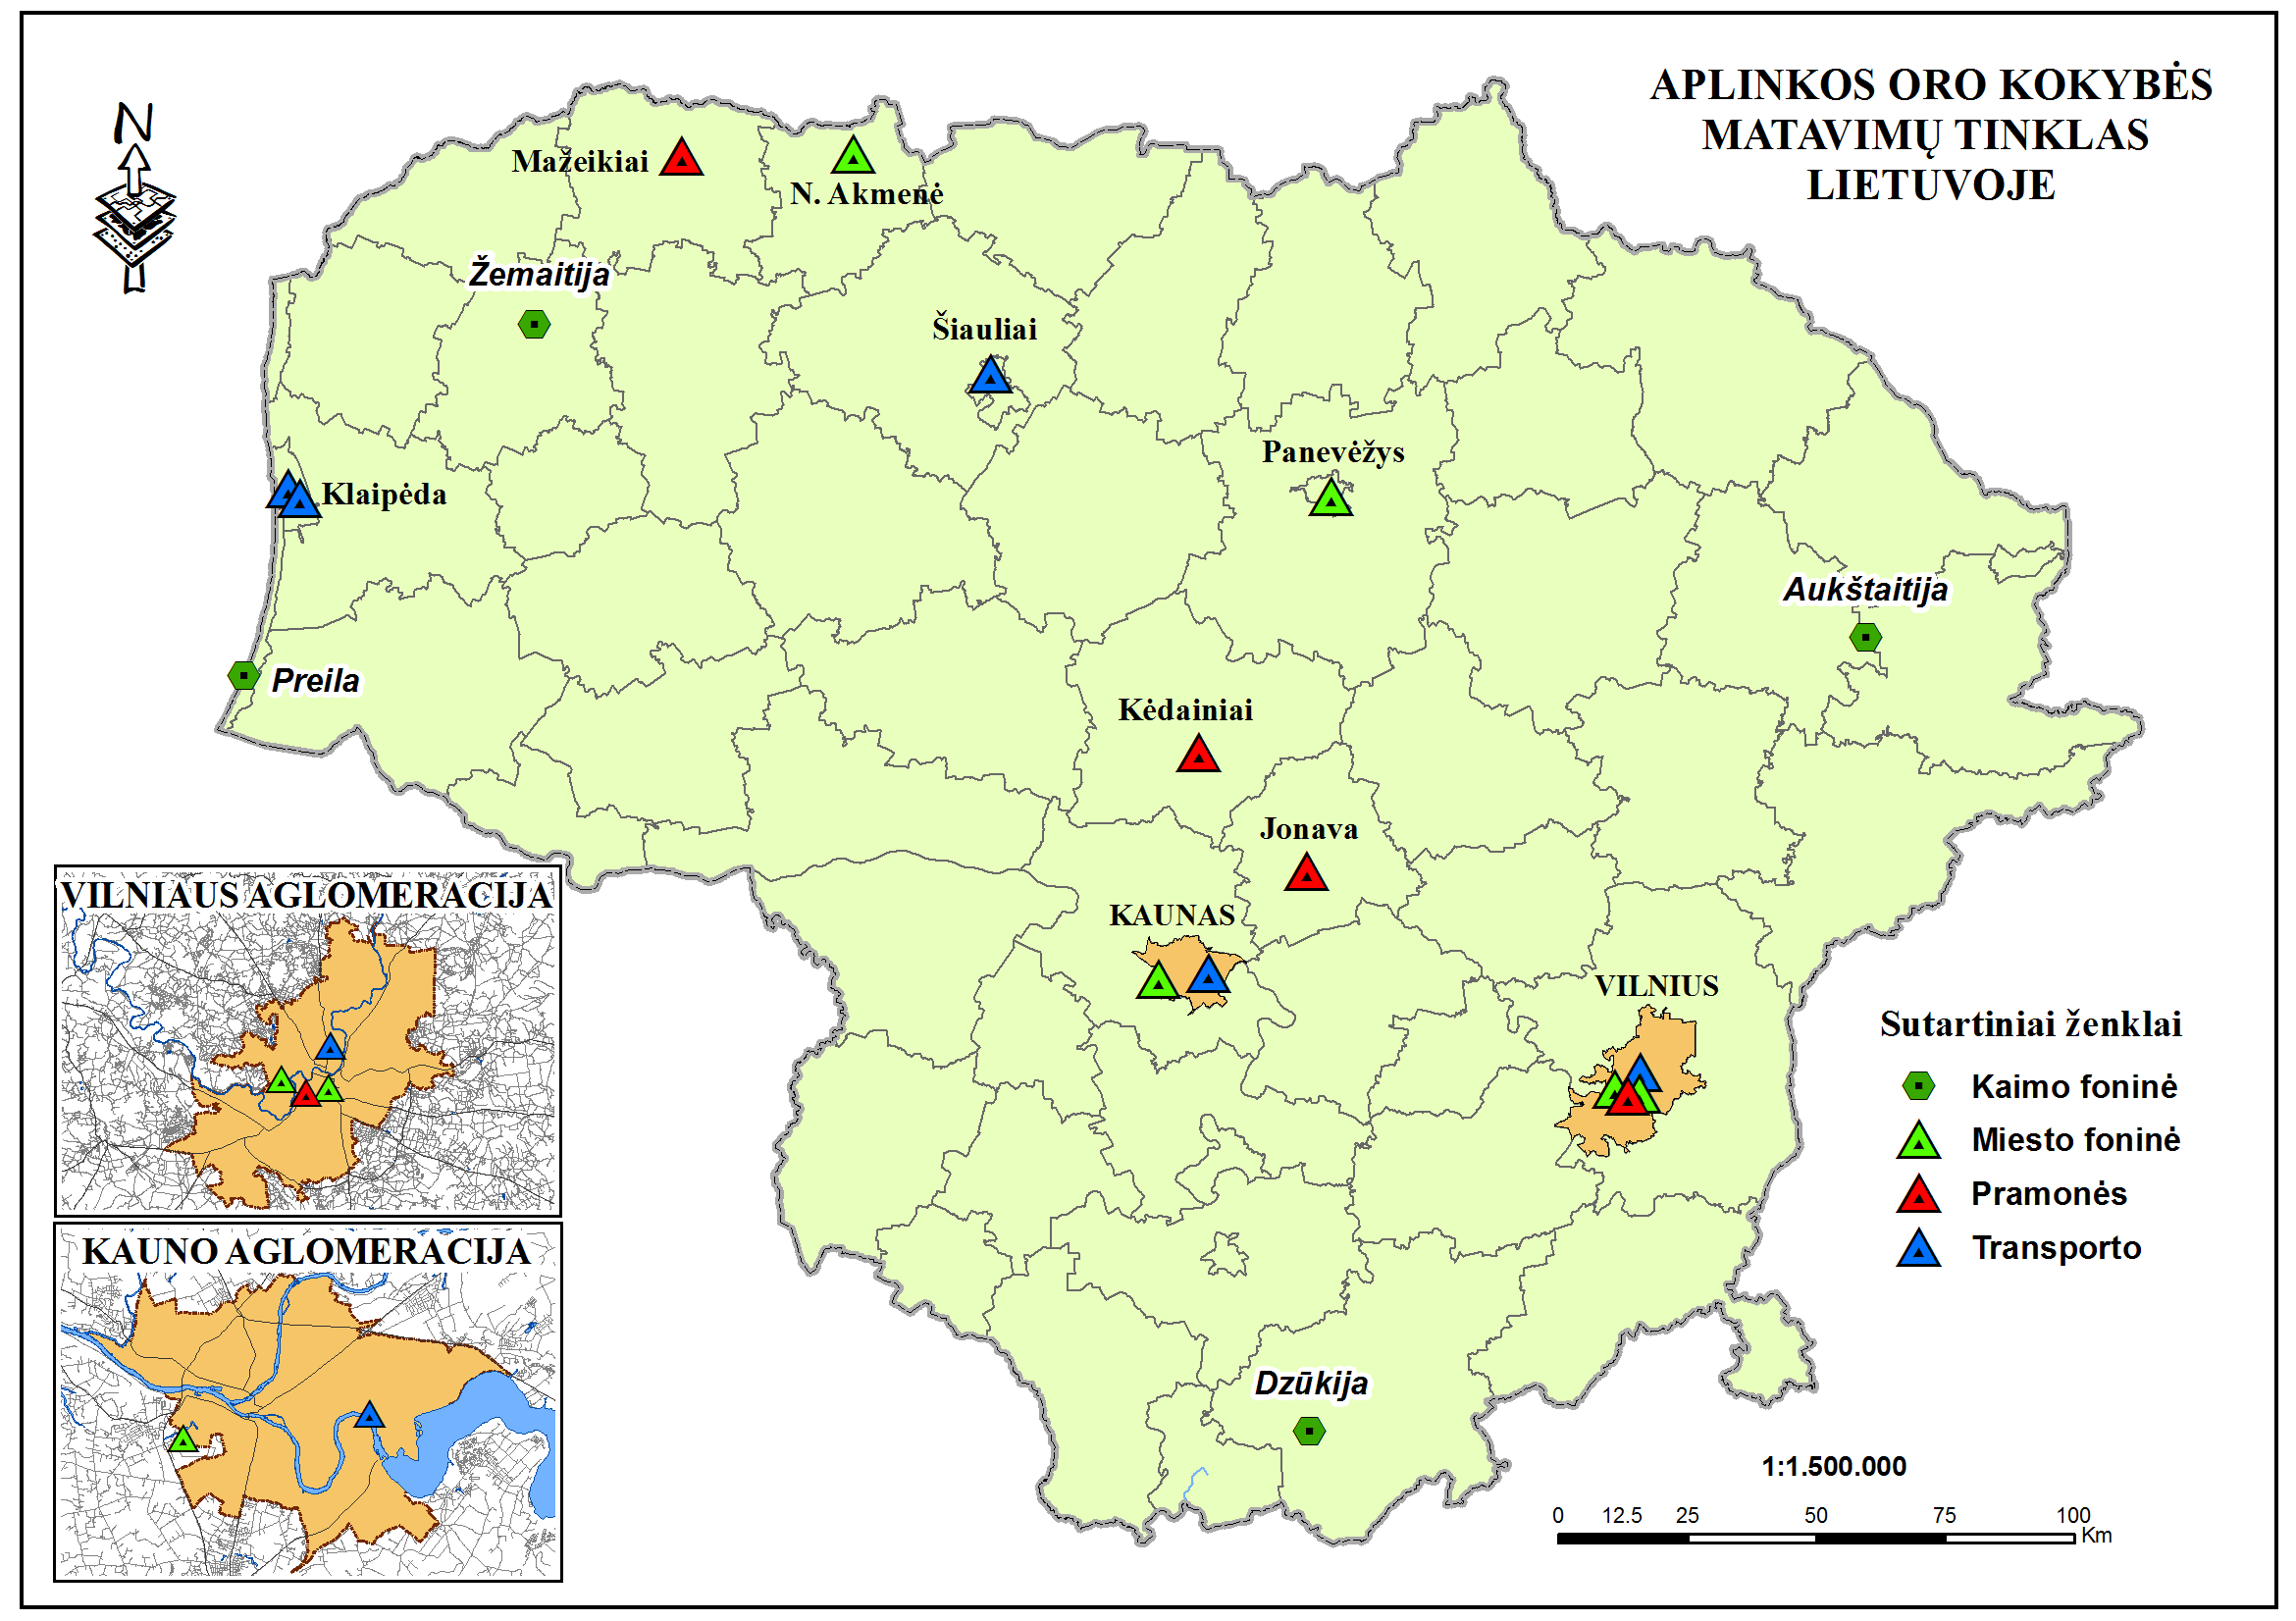 APLINKOS ORO KOKYBĖS
MATAVIMŲ TINKLAS
LIETUVOJE
N
Mažeikiai
N. Akmenė
Žemaitija
Šiauliai
Panevėžys
Klaipėda
Aukštaitija
Preila
Kėdainiai
Jonava
KAUNAS
VILNIUS
Dzūkija
VILNIAUS AGLOMERACIJA
KAUNO AGLOMERACIJA
Sutartiniai ženklai
Kaimo foninė
Miesto foninė
Pramonės
Transporto
1:1.500.000
0 12.5 25 50 75 100
Km